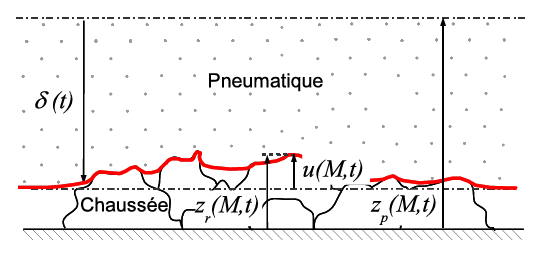 Pneumatique
δ(t)
u(M,t)
Chaussée
z_r(M,t)
z_p(M,t)